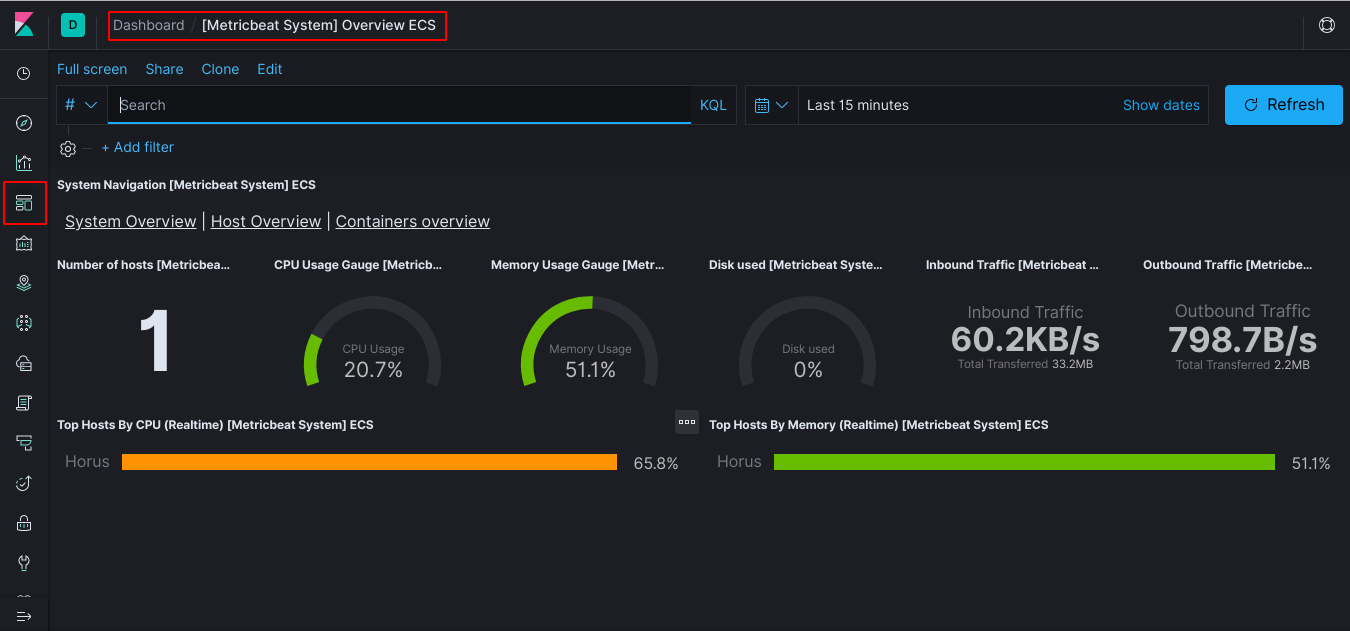 D Dashboard / [Metricbeat System] Overview ECS
Full screen Share Clone Edit
# Search KQL Last 15 minutes Show dates Refresh
+ Add filter
System Navigation [Metricbeat System] ECS
System Overview | Host Overview | Containers overview
Number of hosts [Metricbea... CPU Usage Gauge [Metricb... Memory Usage Gauge [Metr... Disk used [Metricbeat Syste... Inbound Traffic [Metricbeat ... Outbound Traffic [Metricbe...
1
CPU Usage
20.7%
Memory Usage
51.1%
Disk used
0%
Inbound Traffic
60.2KB/s
Total Transferred 33.2MB
Outbound Traffic
798.7B/s
Total Transferred 2.2MB
Top Hosts By CPU (Realtime) [Metricbeat System] ECS
Horus 65.8%
Top Hosts By Memory (Realtime) [Metricbeat System] ECS
Horus 51.1%